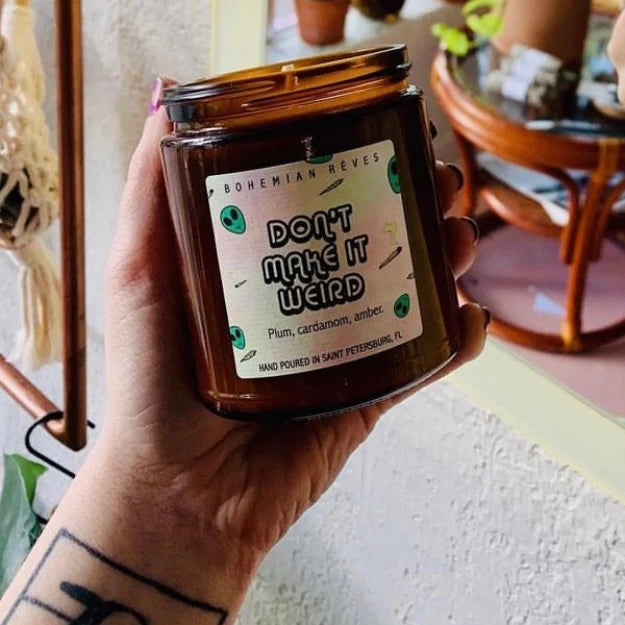 BOHEMIAN RÊVES
DON'T
MAKE IT
WEIRD
Plum, cardamom, amber.
HAND POURED IN SAINT PETERSBURG, FL